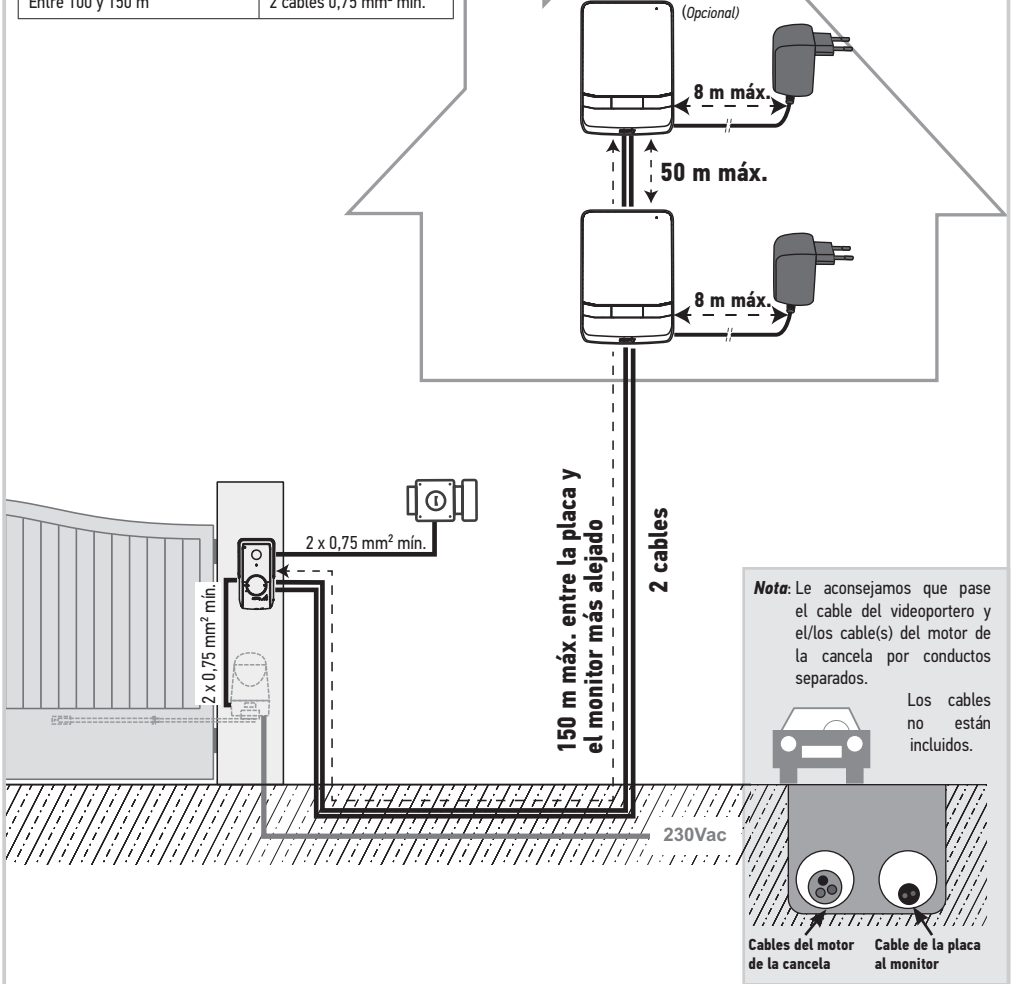 Entre 100 y 150 m 2 cables 0,75 mm² mín.
(Opcional)
8 m máx.
50 m máx.
8 m máx.
2 x 0,75 mm² mín.
2 x 0,75 mm² mín.
150 m máx. entre la placa y
el monitor más alejado
2 cables
Nota: Le aconsejamos que pase
el cable del videoportero y
el/los cable(s) del motor de
la cancela por conductos
separados.
Los cables
no están
incluidos.
230Vac
Cables del motor
de la cancela
Cable de la placa
al monitor